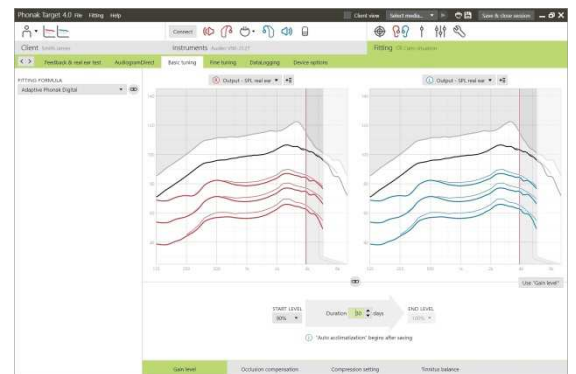 Phonak Target 4.0 File Fitting Help
Client view Select media... Save & close session
Connect
Client Instruments Fitting
Feedback & real ear test AudiogramDirect Basic tuning Fine tuning DataLogging Device options
FITTING FORMULA
Adaptive Phonak Digital
Output - SPL real ear
Output - SPL real ear
Use "Gain level"
START LEVEL
80%
Duration 30 days
END LEVEL
100%
"Auto acclimatization" begins after saving
Gain level Occlusion compensation Compression setting Tinnitus balance